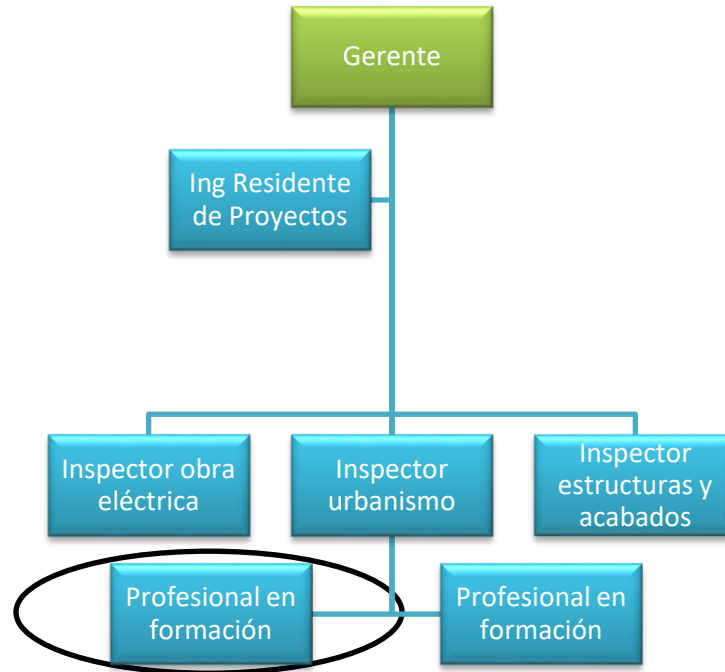 Gerente
Ing Residente
de Proyectos
Inspector obra
eléctrica
Inspector
urbanismo
Inspector
estructuras y
acabados
Profesional en
formación
Profesional en
formación